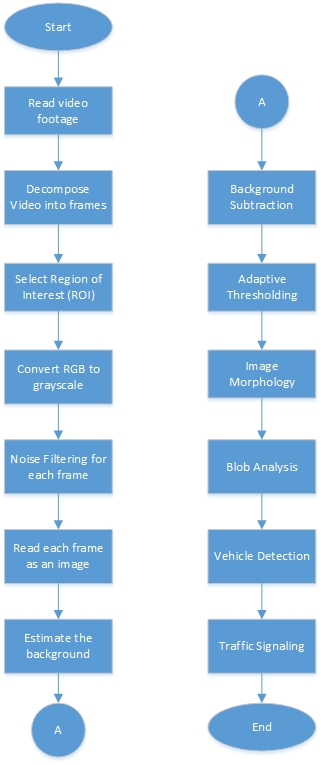 Start
Read video
footage
Decompose
Video into frames
Select Region of
Interest (ROI)
Convert RGB to
grayscale
Noise Filtering for
each frame
Read each frame
as an image
Estimate the
background
A
A
Background
Subtraction
Adaptive
Thresholding
Image
Morphology
Blob Analysis
Vehicle Detection
Traffic Signaling
End